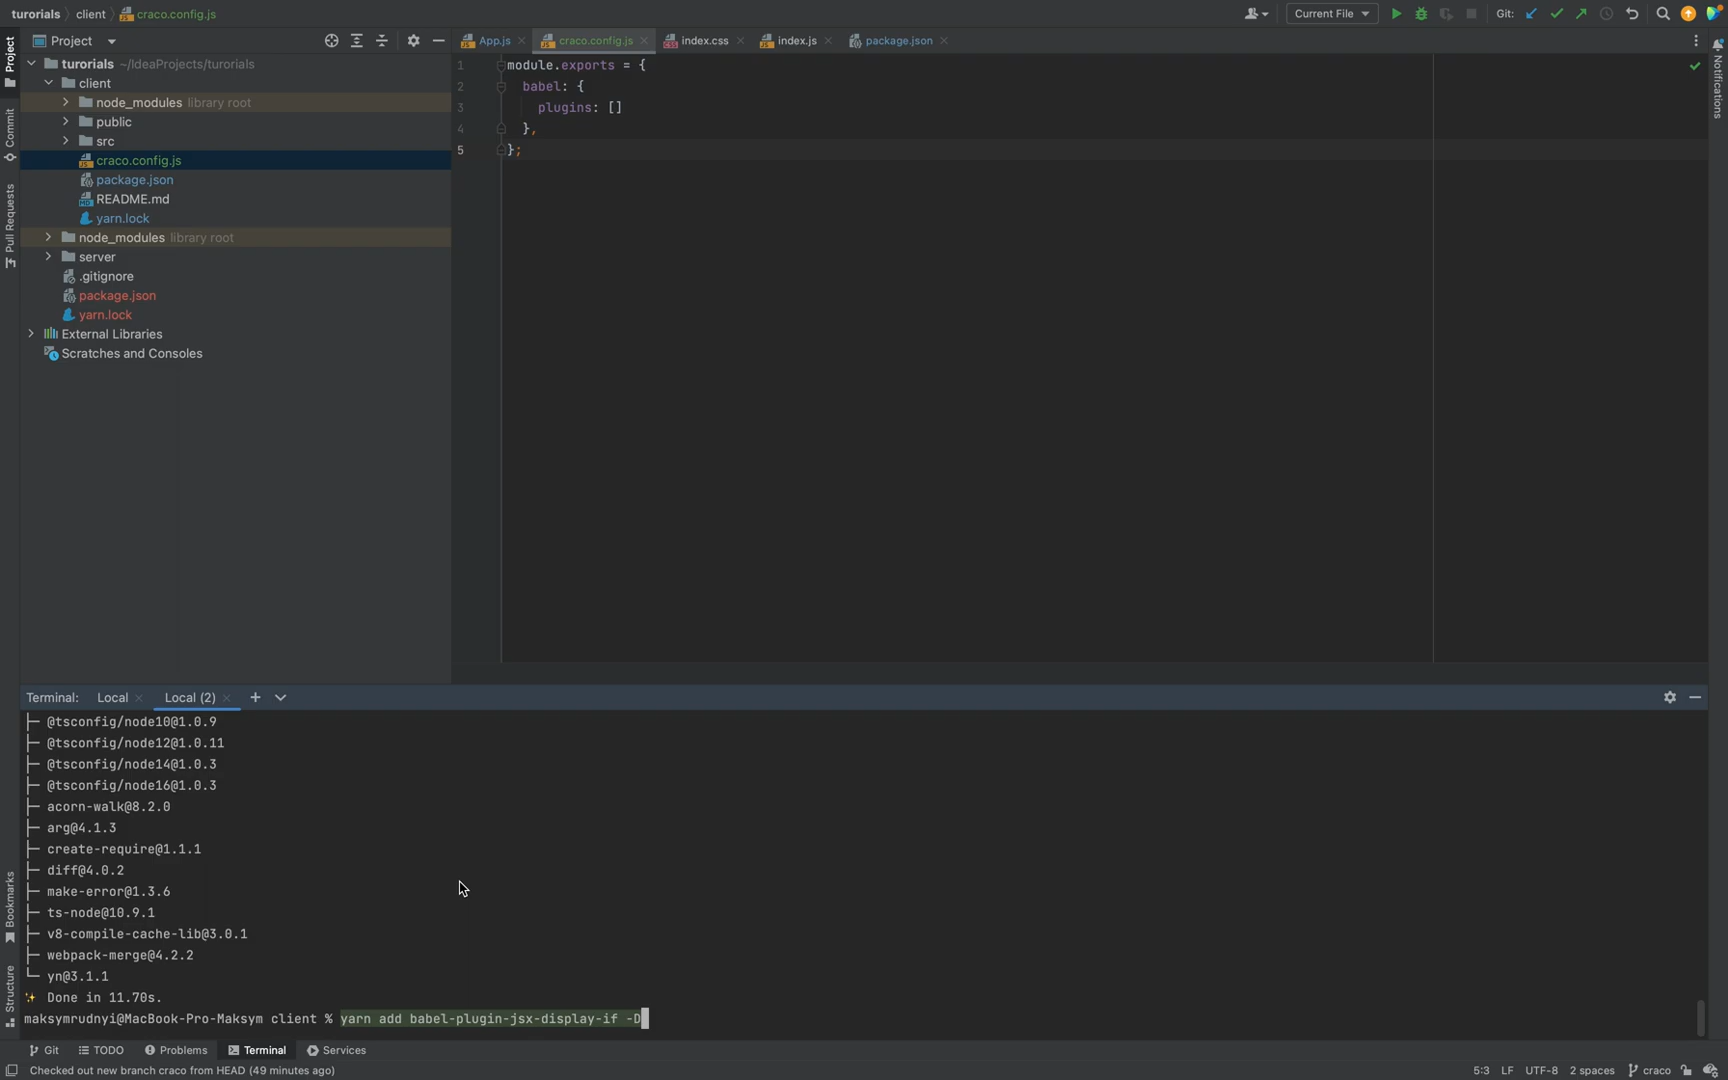 turorials client craco.config.js
Current File Git:
Project
App.js craco.config.js index.css index.js package.json
turorials ~/IdeaProjects/turorials
client
node_modules library root
public
src
craco.config.js
package.json
README.md
yarn.lock
node_modules library root
server
.gitignore
package.json
yarn.lock
External Libraries
Scratches and Consoles
1 module.exports = {
2 babel: {
3 plugins: []
4 },
5 };
Project
Commit
Pull Requests
Bookmarks
Structure
Notifications
Terminal: Local Local (2)
├─ @tsconfig/node10@1.0.9
├─ @tsconfig/node12@1.0.11
├─ @tsconfig/node14@1.0.3
├─ @tsconfig/node16@1.0.3
├─ acorn-walk@8.2.0
├─ arg@4.1.3
├─ create-require@1.1.1
├─ diff@4.0.2
├─ make-error@1.3.6
├─ ts-node@10.9.1
├─ v8-compile-cache-lib@3.0.1
├─ webpack-merge@4.2.2
└─ yn@3.1.1
✨ Done in 11.70s.
maksymrudnyi@MacBook-Pro-Maksym client % yarn add babel-plugin-jsx-display-if -D
Git TODO Problems Terminal Services
Checked out new branch craco from HEAD (49 minutes ago) 5:3 LF UTF-8 2 spaces craco